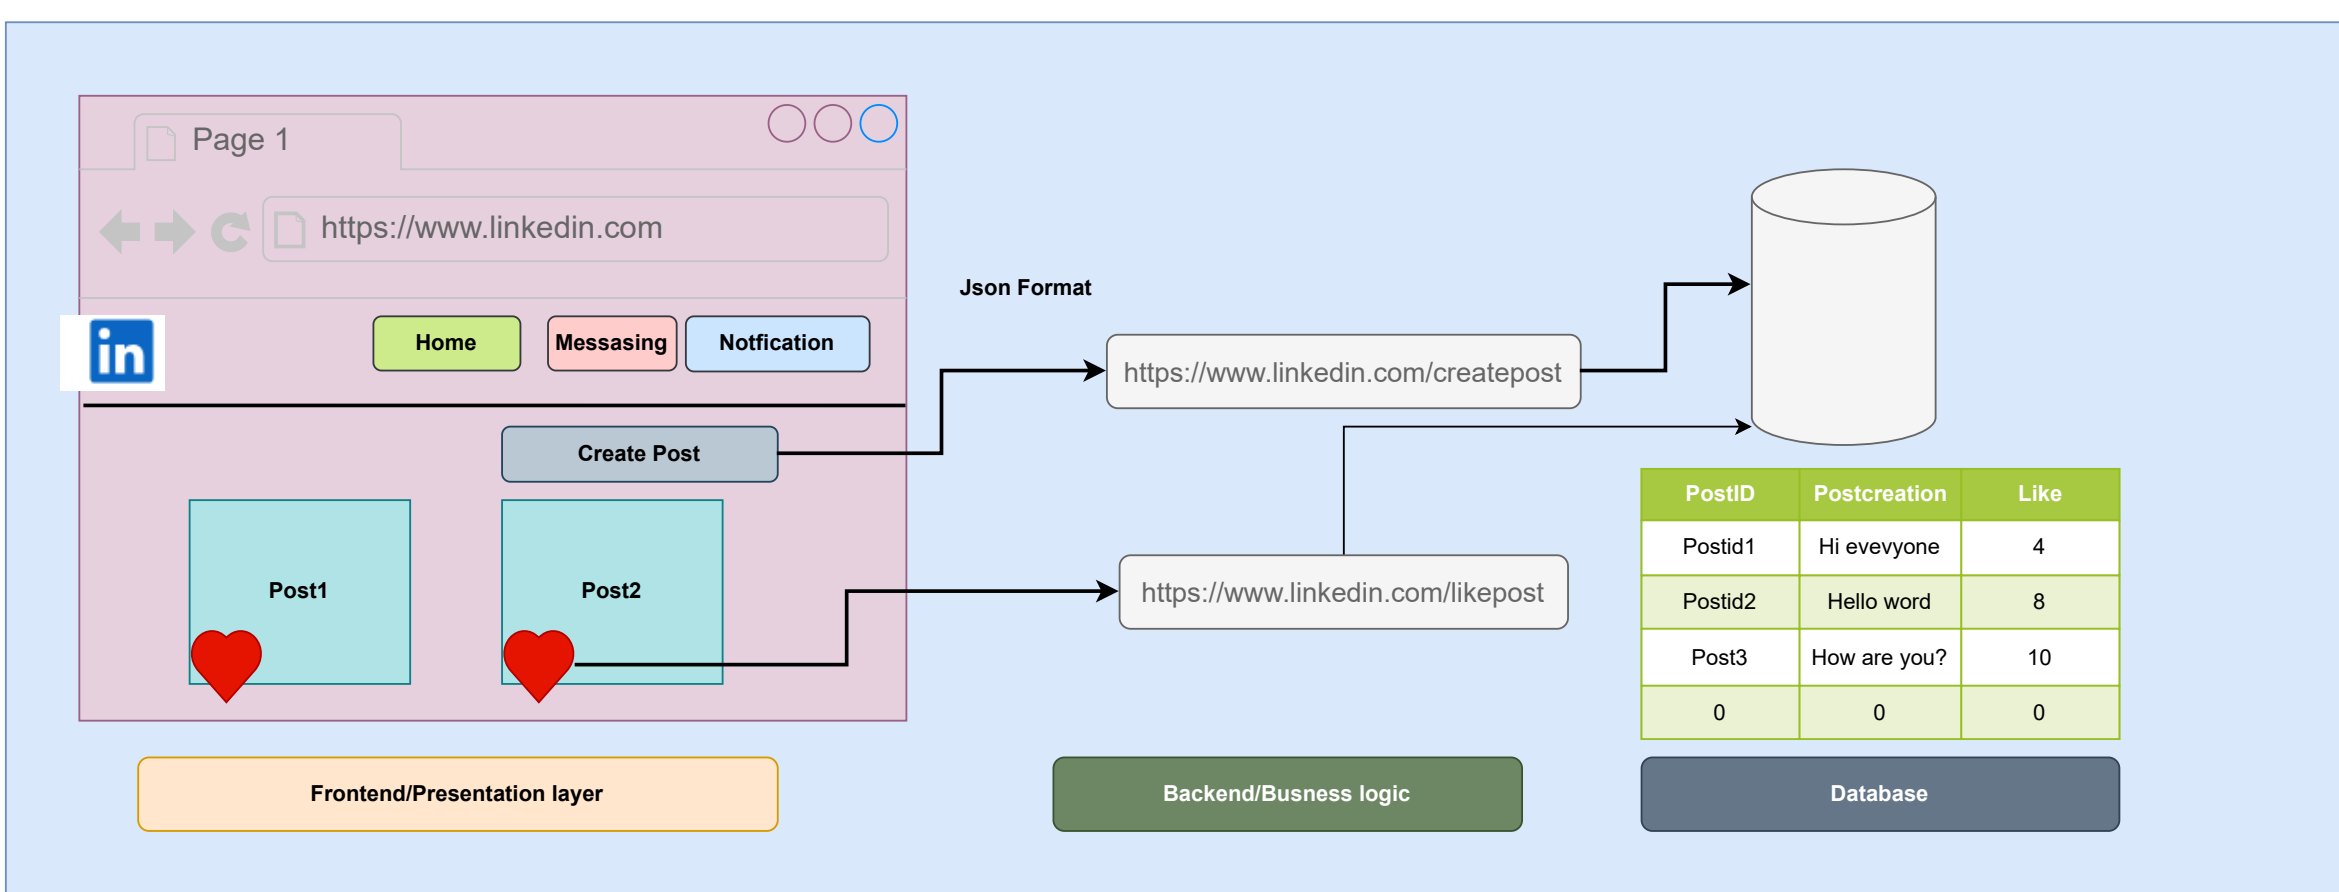 Page 1
https://www.linkedin.com
in
Home
Messasing
Notfication
Create Post
Post1
Post2
Json Format
https://www.linkedin.com/createpost
https://www.linkedin.com/likepost
PostID Postcreation Like
Postid1 Hi evevyone 4
Postid2 Hello word 8
Post3 How are you? 10
0 0 0
Frontend/Presentation layer
Backend/Busness logic
Database